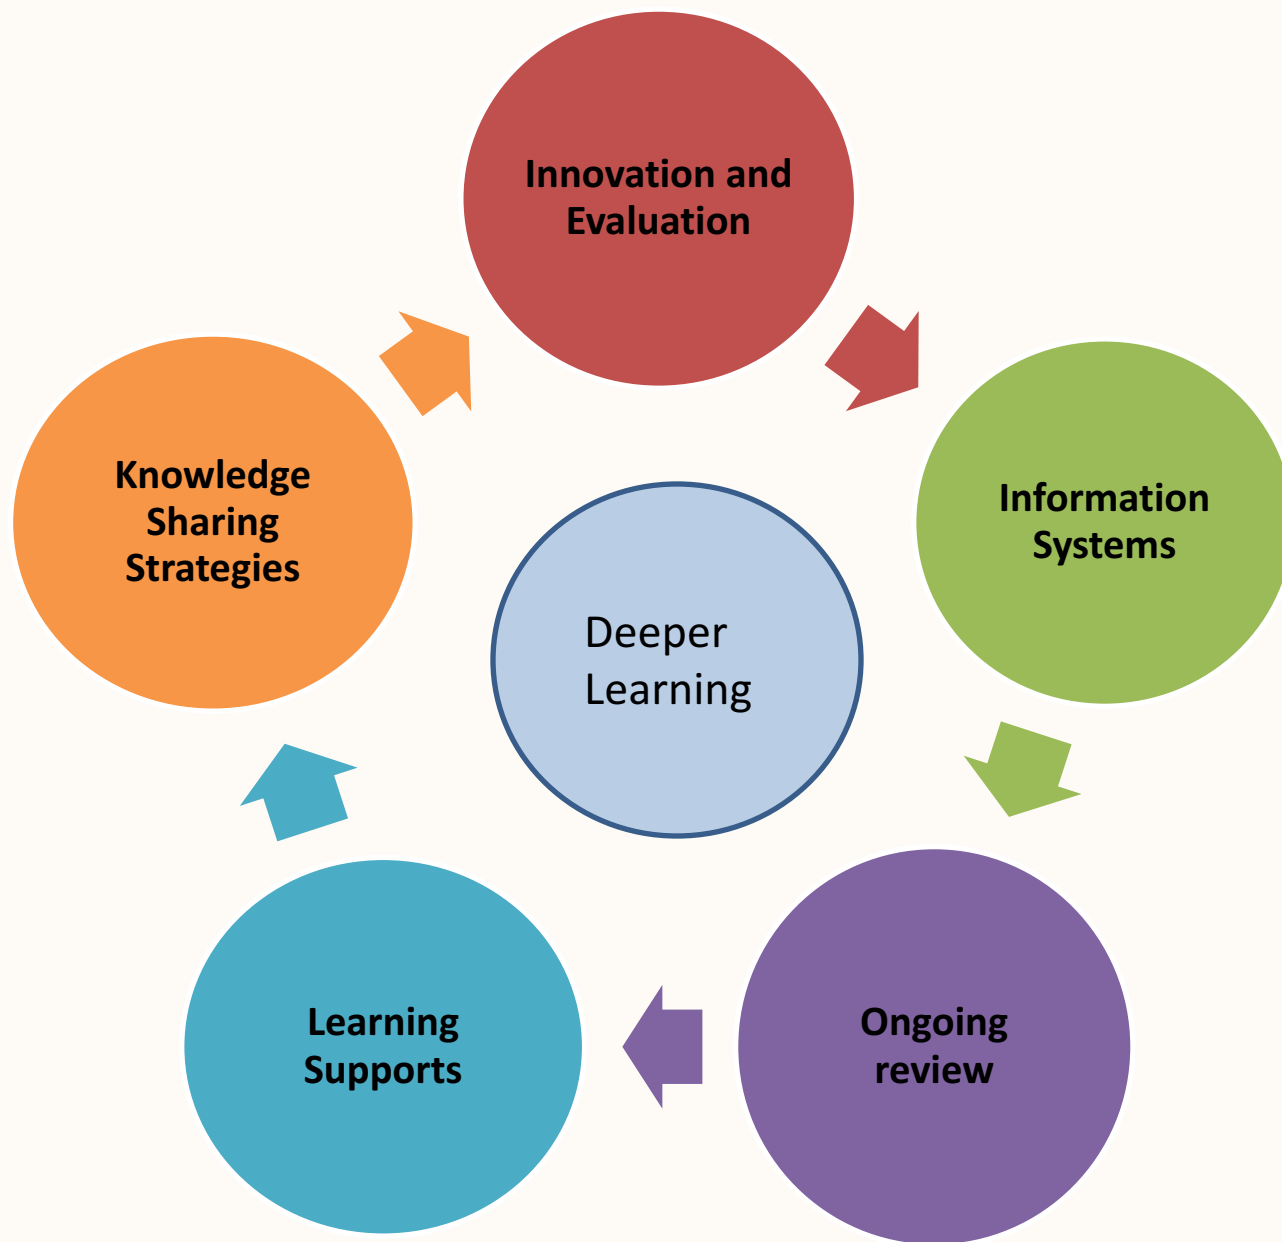 Innovation and
Evaluation
Information
Systems
Ongoing
review
Learning
Supports
Knowledge
Sharing
Strategies
Deeper
Learning